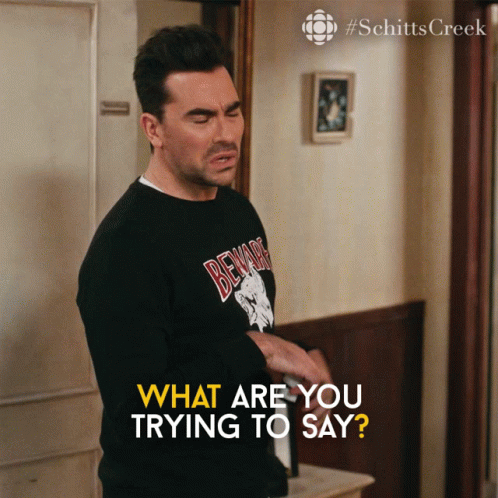 #SchittsCreek
BEWARE
WHAT ARE YOU
TRYING TO SAY?